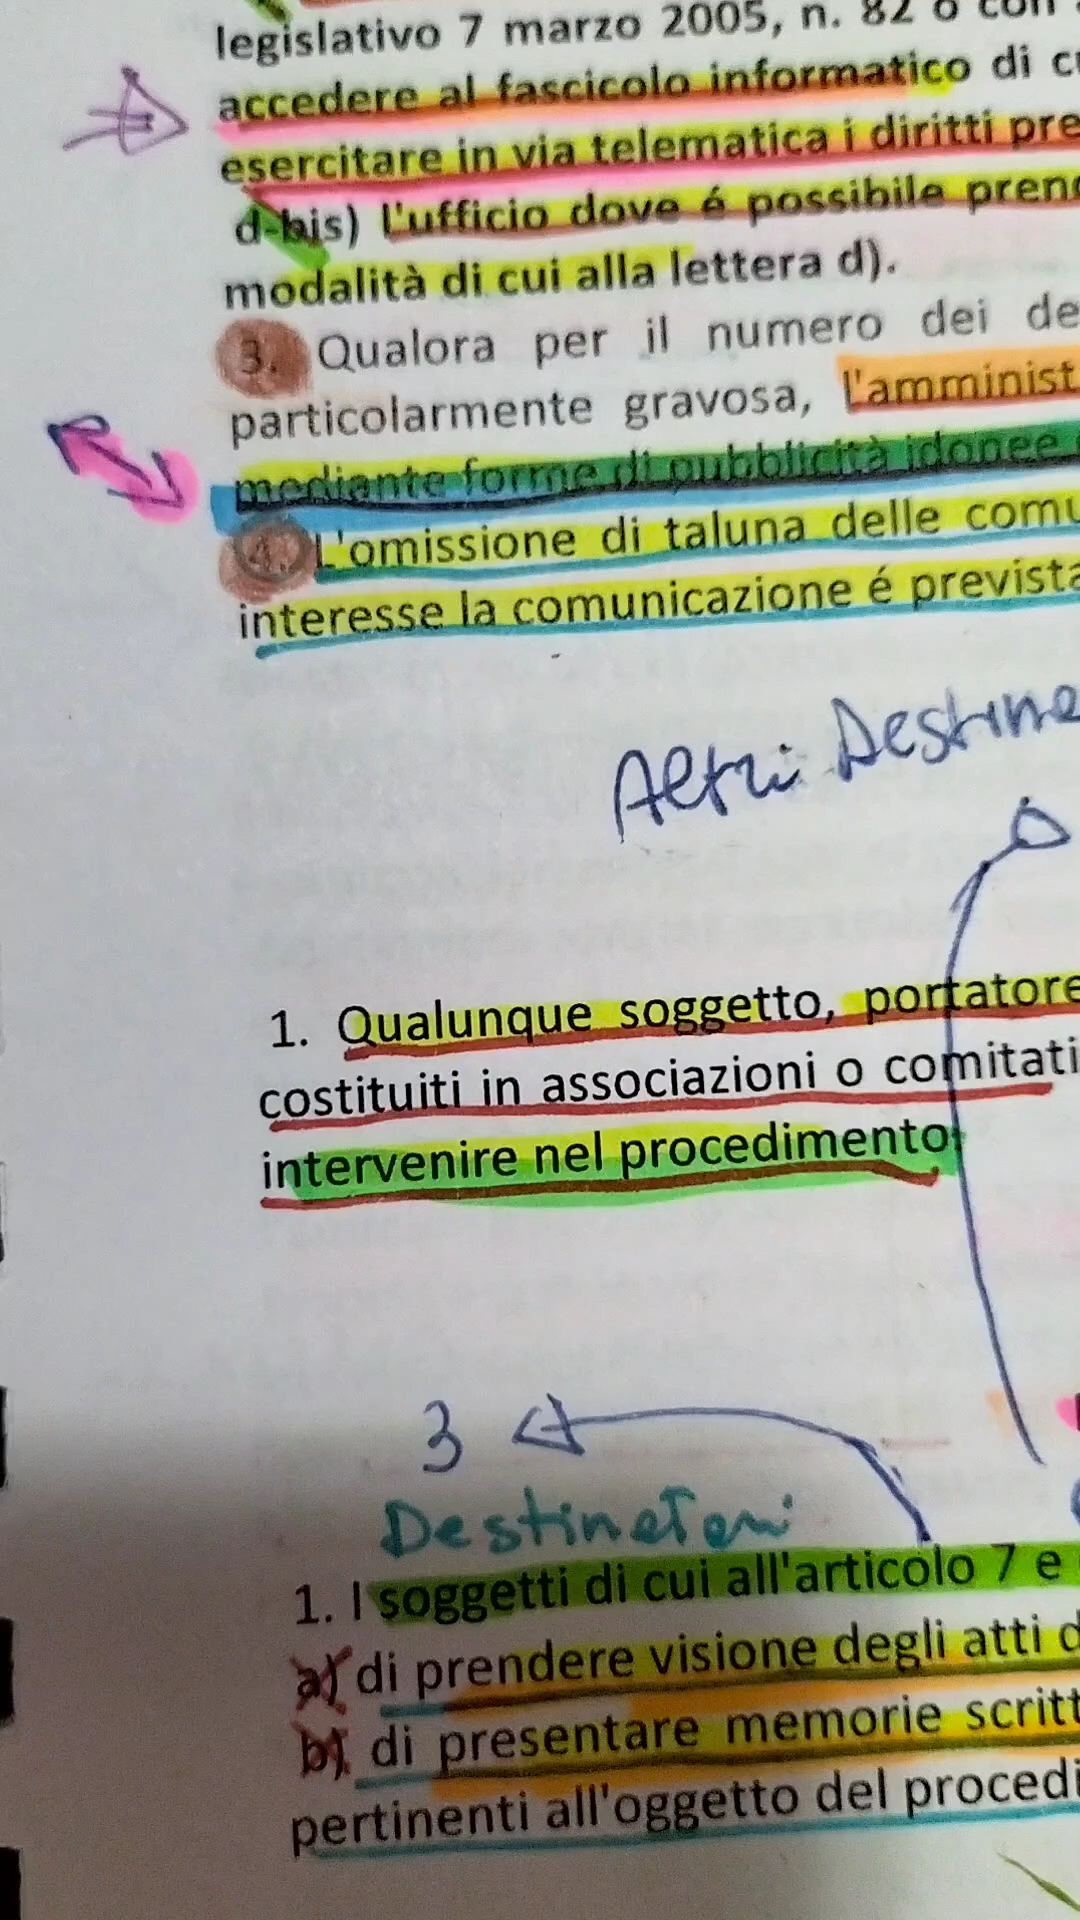 legislativo 7 marzo 2005, n. 82 o con
accedere al fascicolo informatico di
esercitare in via telematica i diritti pre
d-bis) l'ufficio dove é possibile pren
modalità di cui alla lettera d).
3. Qualora per il numero dei de
particolarmente gravosa, l'amminist
mediante forme di pubblicità idonee
4. L'omissione di taluna delle comu
interesse la comunicazione é prevista
Altri Destina
1. Qualunque soggetto, portatore
costituiti in associazioni o comitati
intervenire nel procedimento.
3
Destinatari
1. I soggetti di cui all'articolo 7 e
a) di prendere visione degli atti d
b) di presentare memorie scritt
pertinenti all'oggetto del procedi